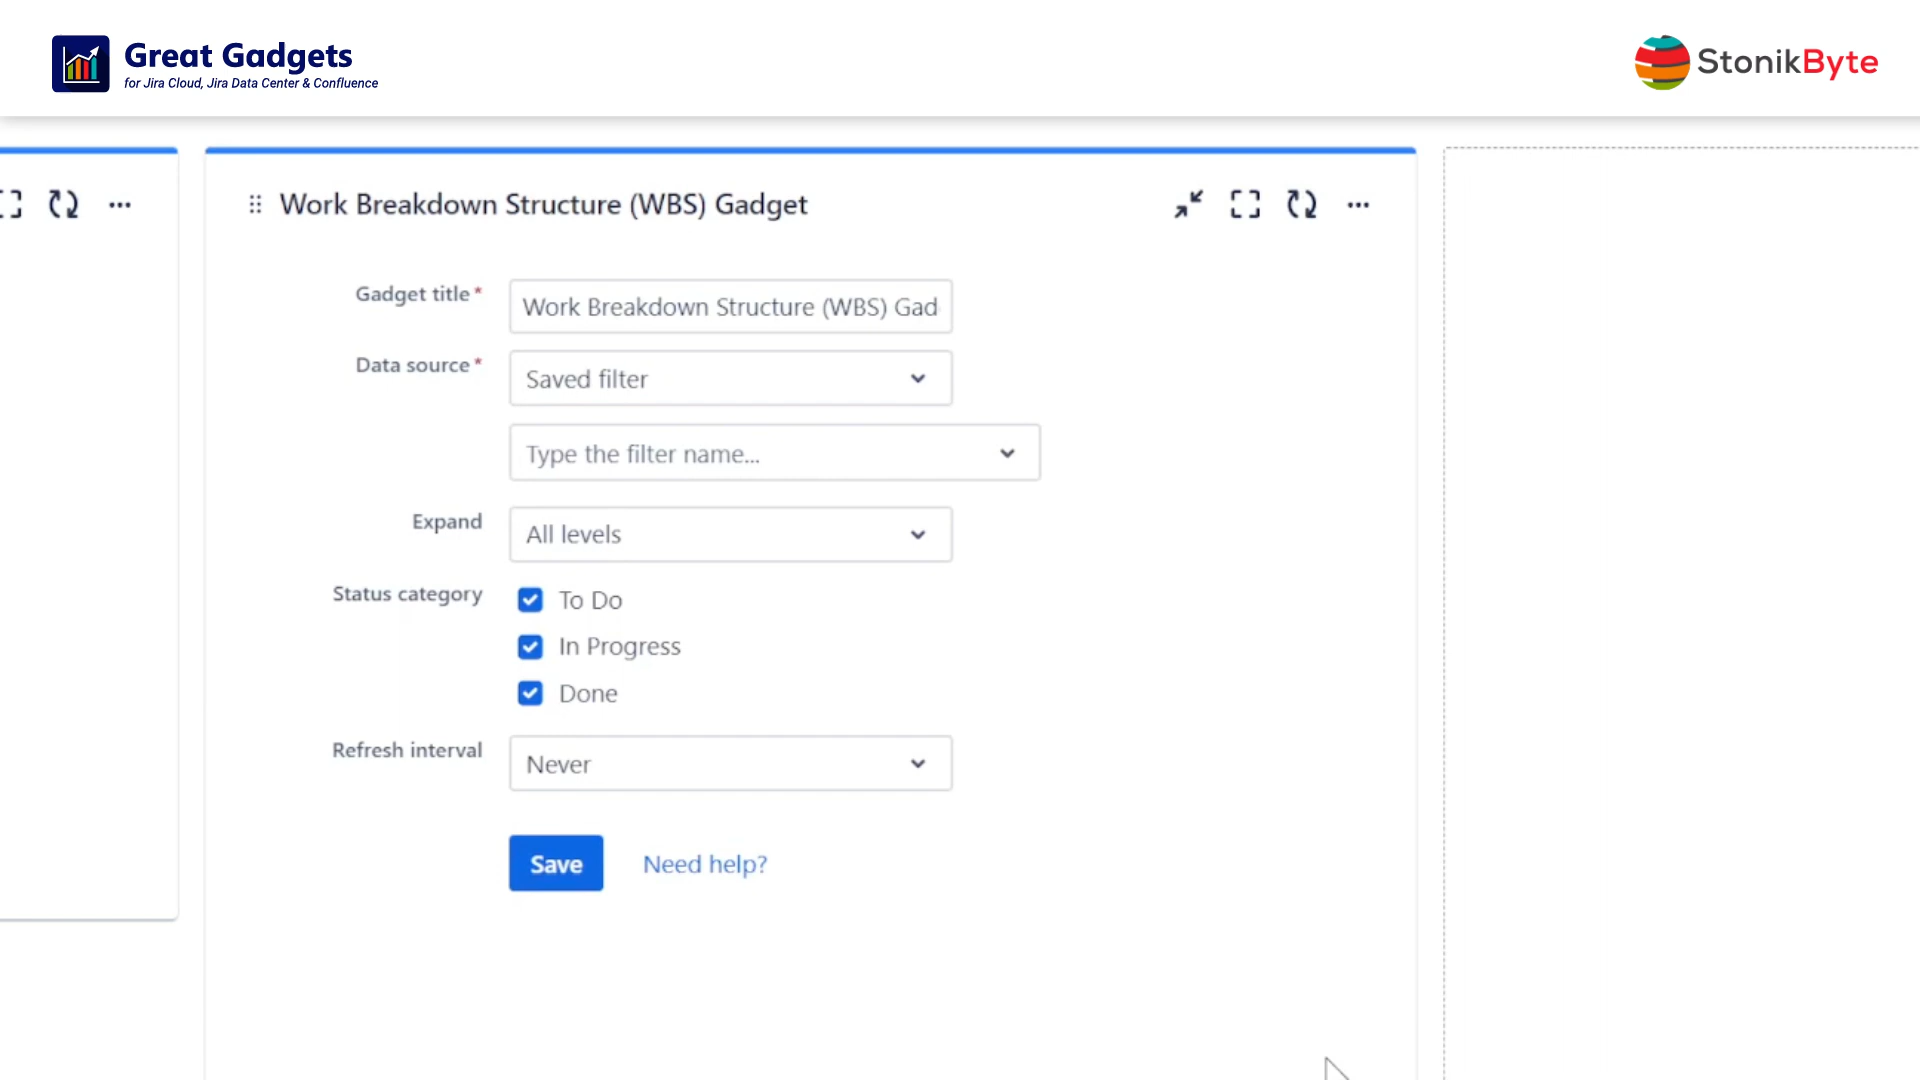 Great Gadgets
for Jira Cloud, Jira Data Center & Confluence
StonikByte
Work Breakdown Structure (WBS) Gadget
Gadget title*
Work Breakdown Structure (WBS) Gad
Data source*
Saved filter
Type the filter name...
Expand
All levels
Status category
To Do
In Progress
Done
Refresh interval
Never
Save
Need help?